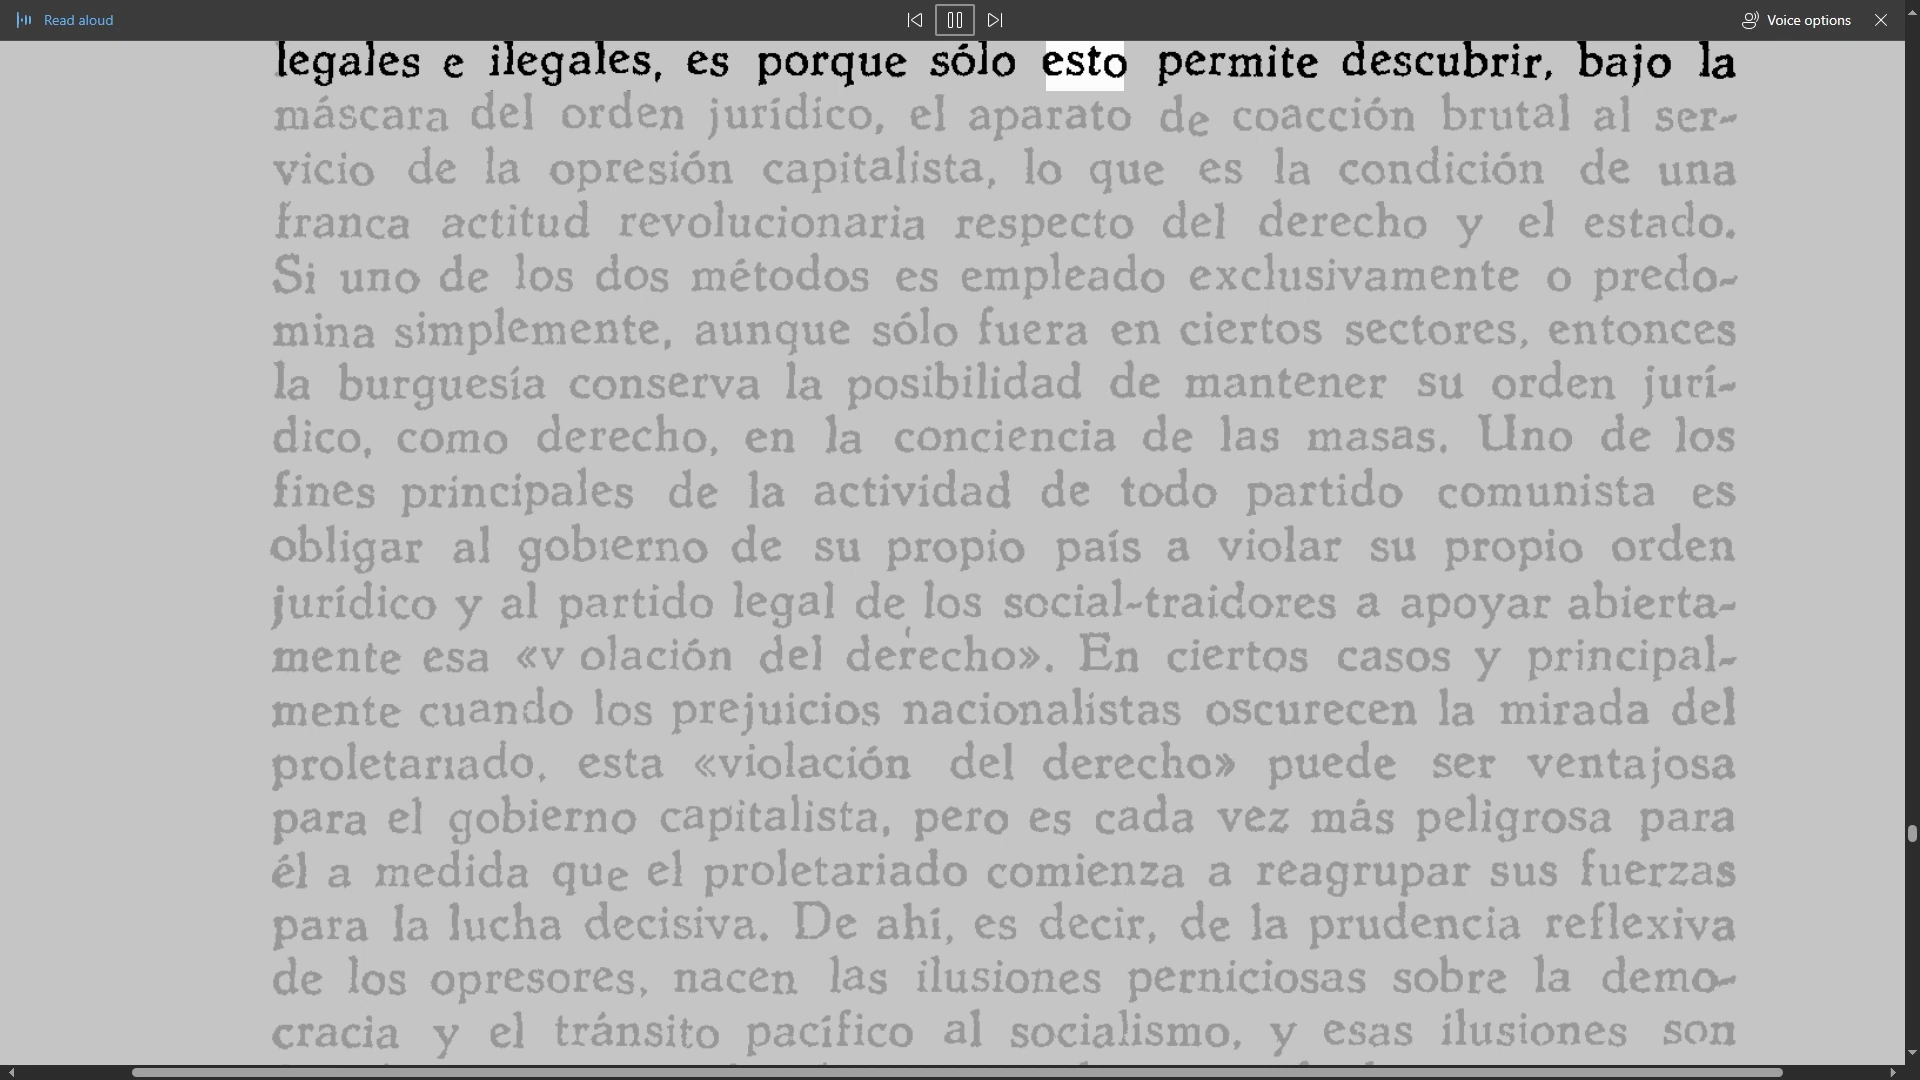 Read aloud
Voice options
legales e ilegales, es porque sólo esto permite descubrir, bajo la
máscara del orden jurídico, el aparato de coacción brutal al ser-
vicio de la opresión capitalista, lo que es la condición de una
franca actitud revolucionaria respecto del derecho y el estado.
Si uno de los dos métodos es empleado exclusivamente o predo-
mina simplemente, aunque sólo fuera en ciertos sectores, entonces
la burguesía conserva la posibilidad de mantener su orden jurí-
dico, como derecho, en la conciencia de las masas. Uno de los
fines principales de la actividad de todo partido comunista es
obligar al gobierno de su propio país a violar su propio orden
jurídico y al partido legal de los social-traidores a apoyar abierta-
mente esa «v olación del derecho». En ciertos casos y principal-
mente cuando los prejuicios nacionalistas oscurecen la mirada del
proletariado, esta «violación del derecho» puede ser ventajosa
para el gobierno capitalista, pero es cada vez más peligrosa para
él a medida que el proletariado comienza a reagrupar sus fuerzas
para la lucha decisiva. De ahí, es decir, de la prudencia reflexiva
de los opresores, nacen las ilusiones perniciosas sobre la demo-
cracia y el tránsito pacífico al socialismo, y esas ilusiones son